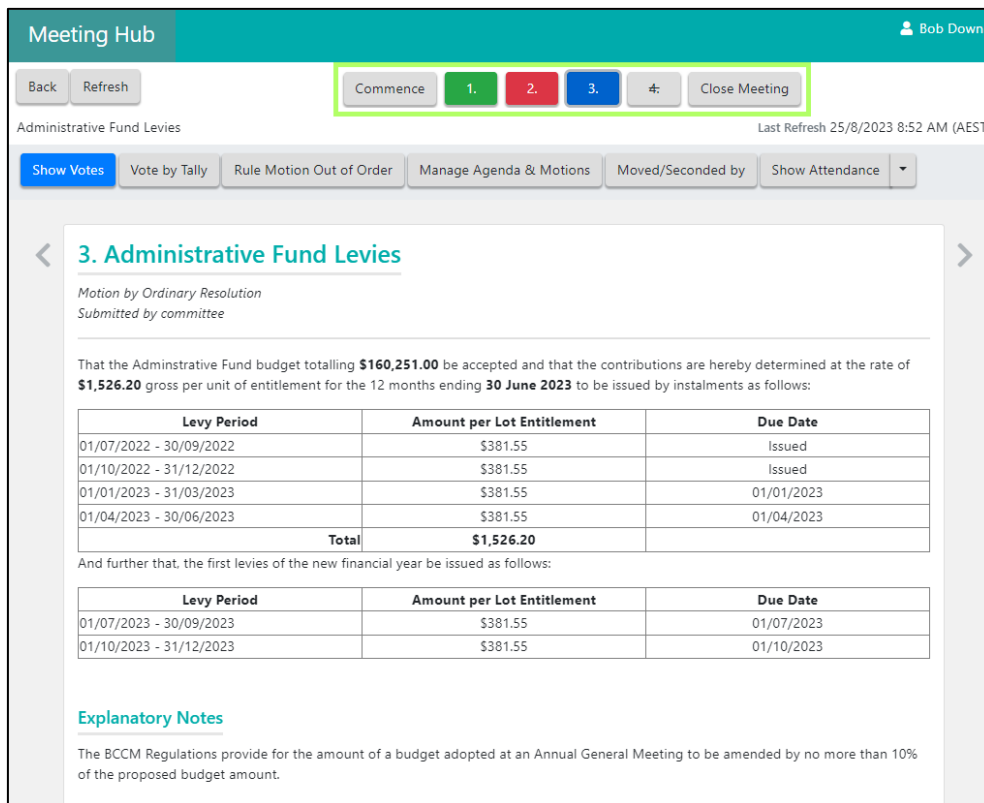 Meeting Hub
Bob Down
Back Refresh Commence 1. 2. 3. 4. Close Meeting
Administrative Fund Levies Last Refresh 25/8/2023 8:52 AM (AEST
Show Votes Vote by Tally Rule Motion Out of Order Manage Agenda & Motions Moved/Seconded by Show Attendance
3. Administrative Fund Levies
Motion by Ordinary Resolution
Submitted by committee
That the Adminstrative Fund budget totalling $160,251.00 be accepted and that the contributions are hereby determined at the rate of
$1,526.20 gross per unit of entitlement for the 12 months ending 30 June 2023 to be issued by instalments as follows:
Levy Period Amount per Lot Entitlement Due Date
01/07/2022 - 30/09/2022 $381.55 Issued
01/10/2022 - 31/12/2022 $381.55 Issued
01/01/2023 - 31/03/2023 $381.55 01/01/2023
01/04/2023 - 30/06/2023 $381.55 01/04/2023
Total $1,526.20
And further that, the first levies of the new financial year be issued as follows:
Levy Period Amount per Lot Entitlement Due Date
01/07/2023 - 30/09/2023 $381.55 01/07/2023
01/10/2023 - 31/12/2023 $381.55 01/10/2023
Explanatory Notes
The BCCM Regulations provide for the amount of a budget adopted at an Annual General Meeting to be amended by no more than 10%
of the proposed budget amount.